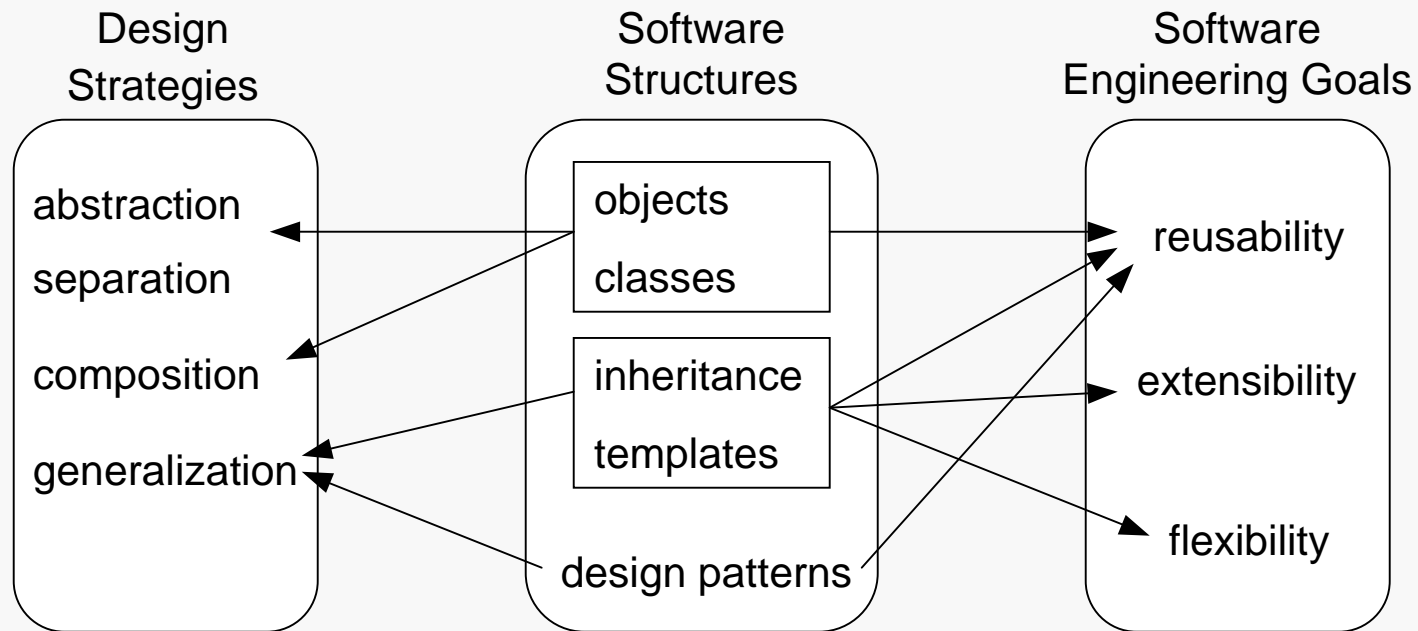 Design
Strategies
Software
Structures
Software
Engineering Goals
abstraction
separation
composition
generalization
objects
classes
inheritance
templates
design patterns
reusability
extensibility
flexibility